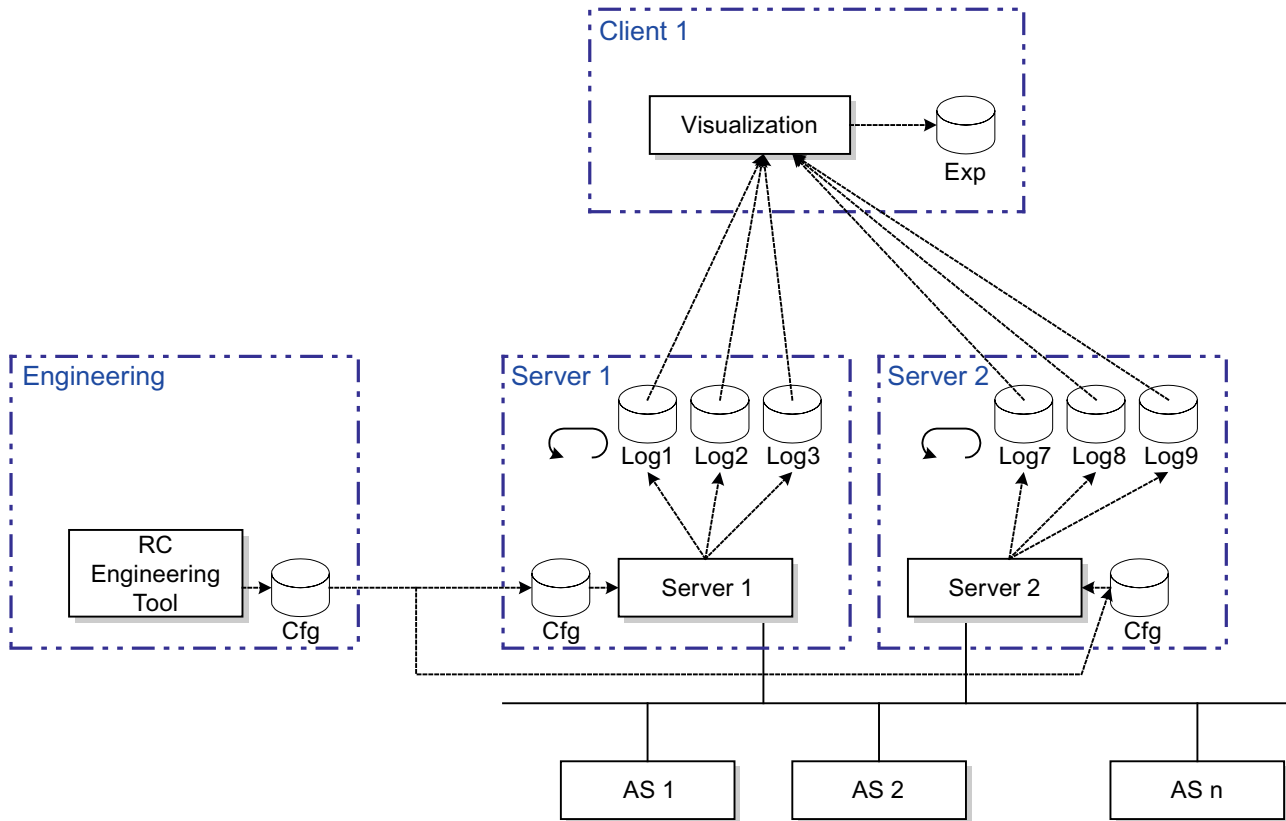 Client 1
Visualization
Exp
Engineering
Server 1
Server 2
Log1
Log2
Log3
Log7
Log8
Log9
RC
Engineering
Tool
Cfg
Cfg
Server 1
Server 2
Cfg
AS 1
AS 2
AS n